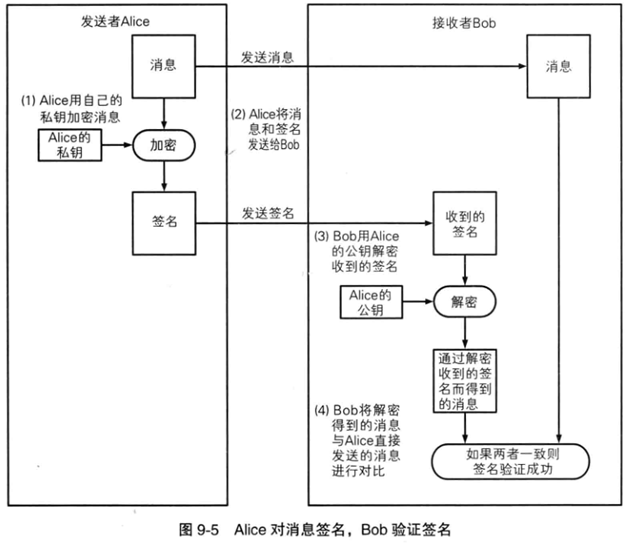 发送者Alice
接收者Bob
消息
发送消息
消息
(1) Alice用自己的
私钥加密消息
Alice的
私钥
加密
(2) Alice将消
息和签名
发送给Bob
签名
发送签名
收到的
签名
(3) Bob用Alice
的公钥解密
收到的签名
Alice的
公钥
解密
通过解密
收到的签
名而得到
的消息
(4) Bob将解密
得到的消息
与Alice直接
发送的消息
进行对比
如果两者一致则
签名验证成功
图 9-5 Alice 对消息签名，Bob 验证签名